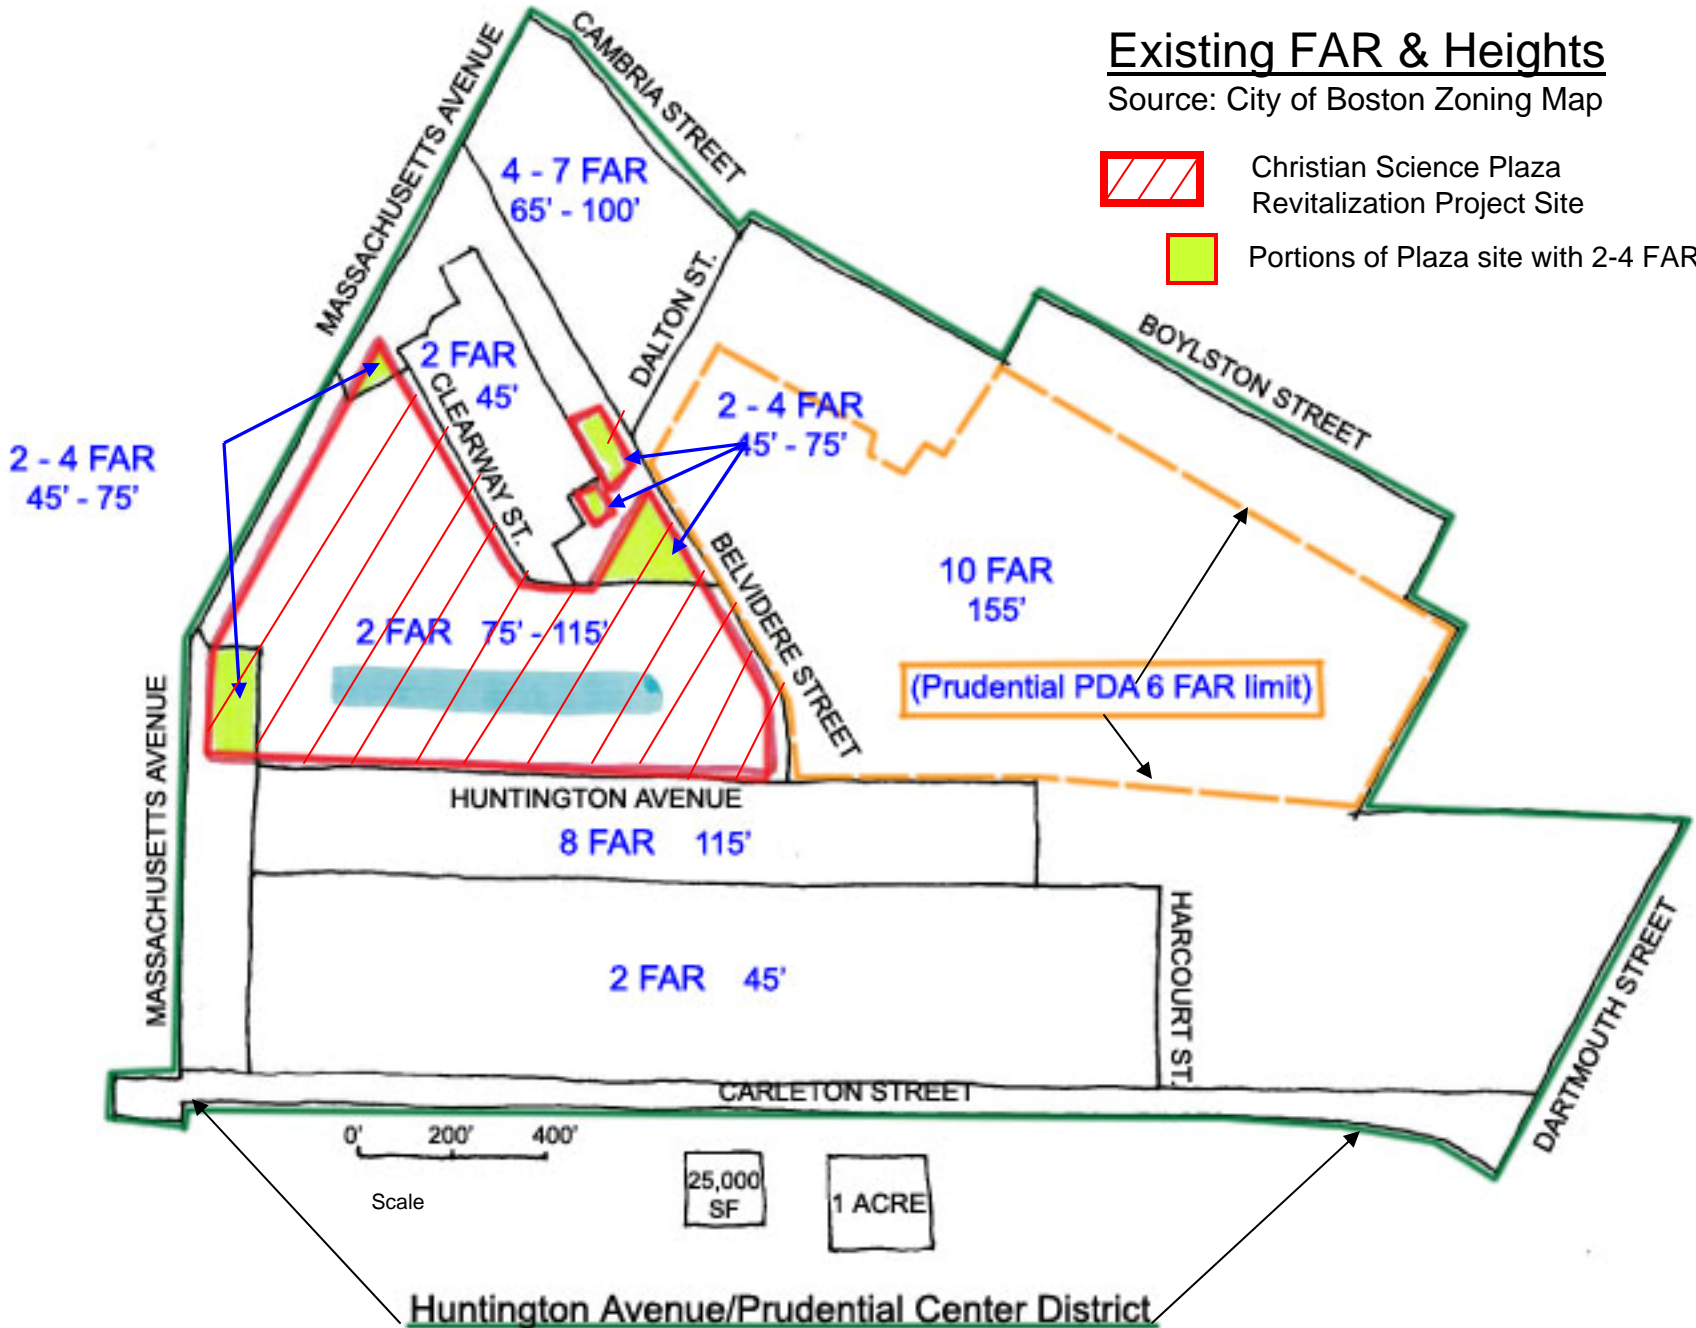 Existing FAR & Heights
Source: City of Boston Zoning Map
Christian Science Plaza
Revitalization Project Site
Portions of Plaza site with 2-4 FAR
CAMBRIA STREET
MASSACHUSETTS AVENUE
4 - 7 FAR
65' - 100'
DALTON ST.
BOYLSTON STREET
2 FAR
45'
CLEARWAY ST.
2 - 4 FAR
45' - 75'
2 - 4 FAR
45' - 75'
BELVIDERE STREET
10 FAR
155'
2 FAR 75' - 115'
(Prudential PDA 6 FAR limit)
MASSACHUSETTS AVENUE
HUNTINGTON AVENUE
8 FAR 115'
2 FAR 45'
HARCOURT ST.
DARTMOUTH STREET
CARLETON STREET
0' 200' 400'
Scale
25,000
SF
1 ACRE
Huntington Avenue/Prudential Center District